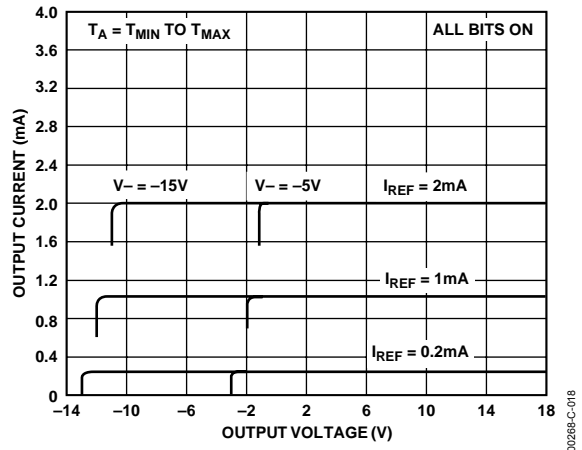 T_A = T_MIN TO T_MAX ALL BITS ON
4.0
3.6
3.2
2.8
2.4
2.0
1.6
1.2
0.8
0.4
0
V– = –15V V– = –5V I_REF = 2mA
I_REF = 1mA
I_REF = 0.2mA
–14 –10 –6 –2 2 6 10 14 18
OUTPUT VOLTAGE (V)
OUTPUT CURRENT (mA)
00268-C-018